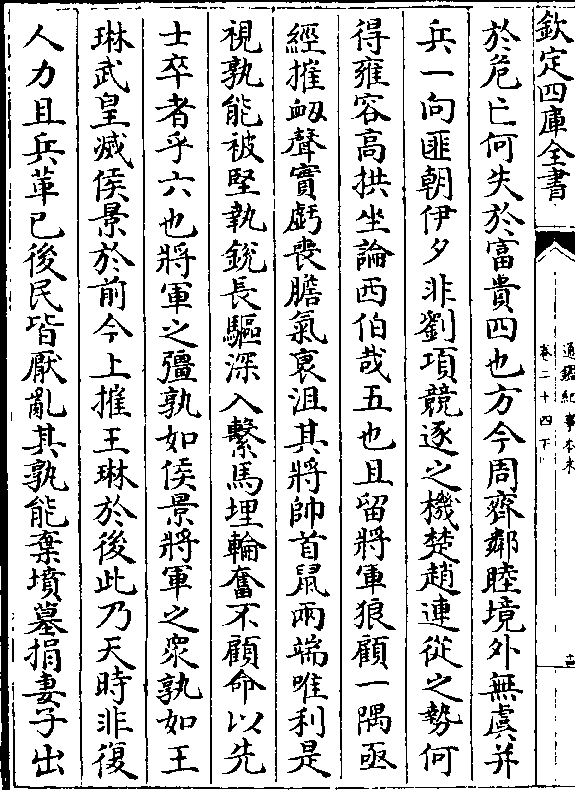 欽定四庫全書
通鑑紀事本末
卷二十四下
於危亡何失於富貴四也方今周齊鄰睦境外無虞并
兵一向匪朝伊夕非劉項競逐之機楚趙連從之勢何
得雍容高拱坐論西伯哉五也且留將軍狼顧一隅亟
經摧衂聲實虧喪膽氣衰沮其將帥首鼠兩端唯利是
視孰能被堅執銳長驅深入繫馬埋輪奮不顧命以先
士卒者乎六也將軍之彊孰如侯景將軍之衆孰如王
琳武皇滅侯景於前今上摧王琳於後此乃天時非復
人力且兵革已後民皆厭亂其孰能棄墳墓捐妻子出